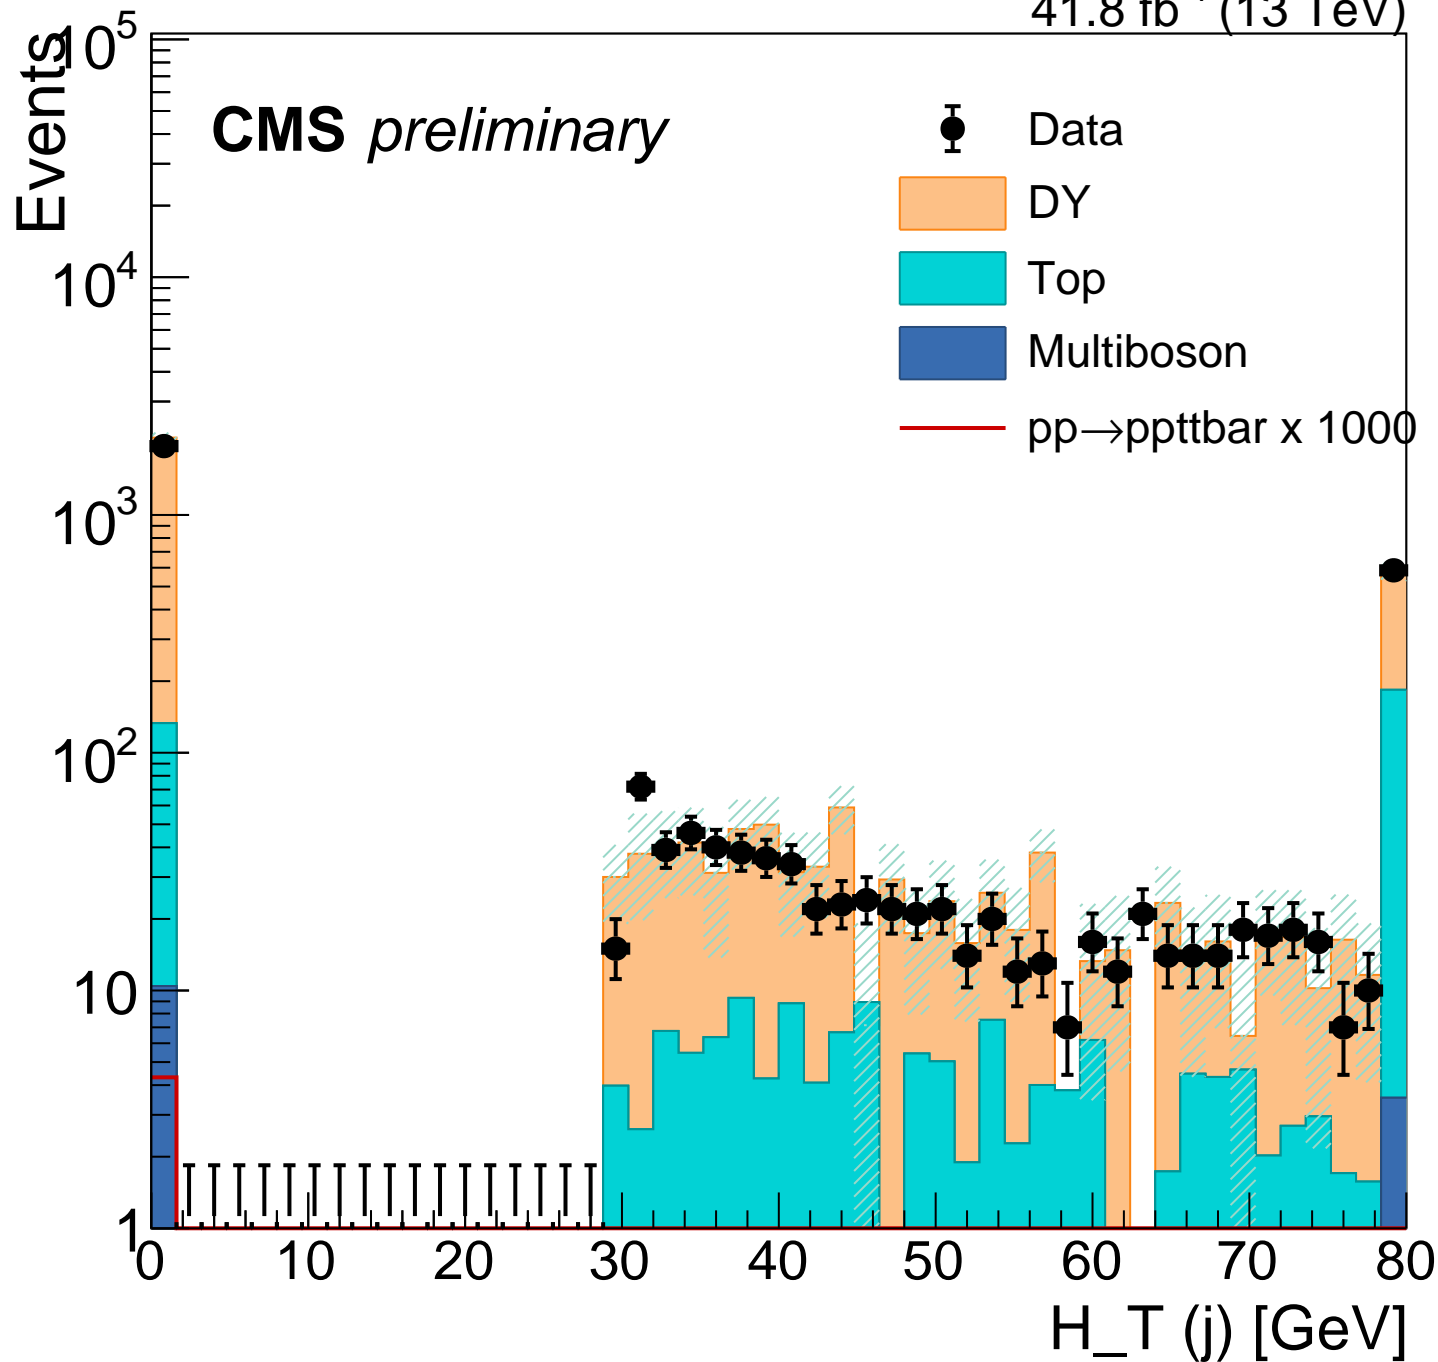 41.8 fb⁻¹ (13 TeV)
Events
CMS preliminary
Data
DY
Top
Multiboson
pp→ppttbar x 1000
10⁵
10⁴
10³
10²
10
1
0 10 20 30 40 50 60 70 80
H_T (j) [GeV]